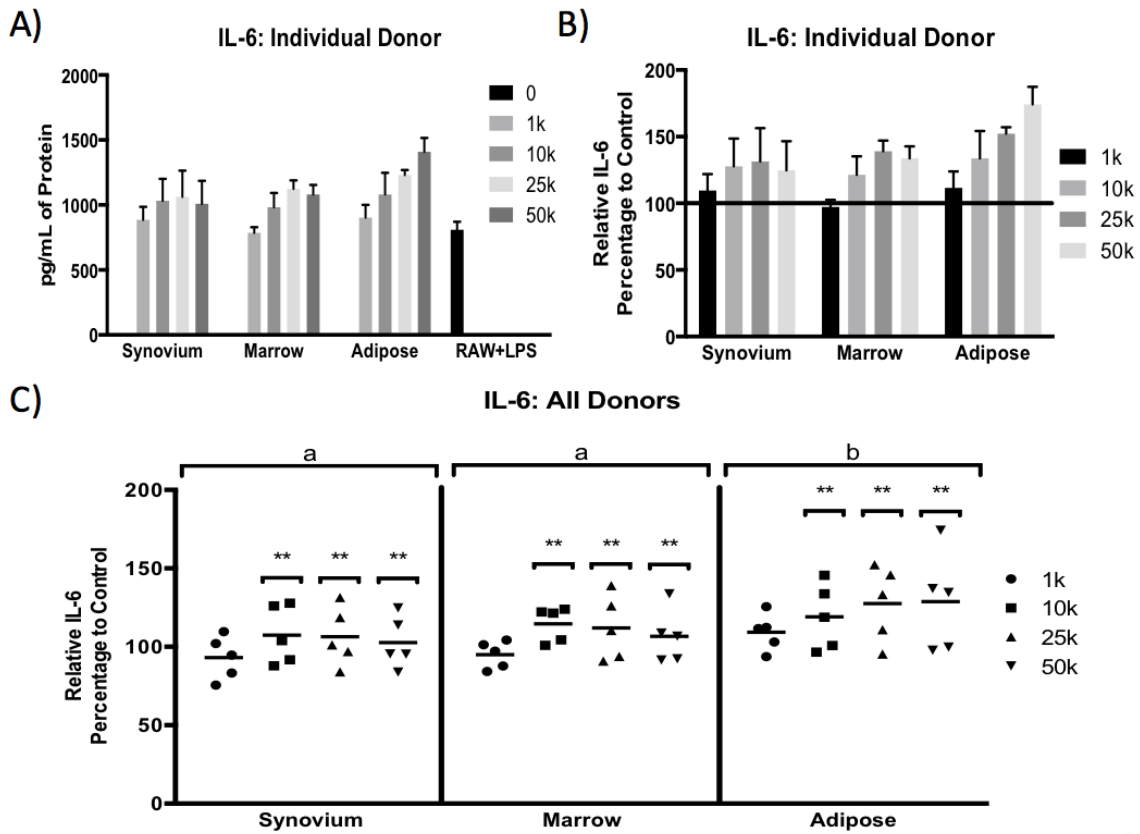 A)
IL-6: Individual Donor
pg/mL of Protein
2000
1500
1000
500
0
0
1k
10k
25k
50k
Synovium Marrow Adipose RAW+LPS
B)
IL-6: Individual Donor
Relative IL-6
Percentage to Control
200
150
100
50
0
1k
10k
25k
50k
Synovium Marrow Adipose
C)
IL-6: All Donors
a a b
Relative IL-6
Percentage to Control
200
150
100
50
0
** ** **
** ** **
** ** **
1k
10k
25k
50k
Synovium Marrow Adipose